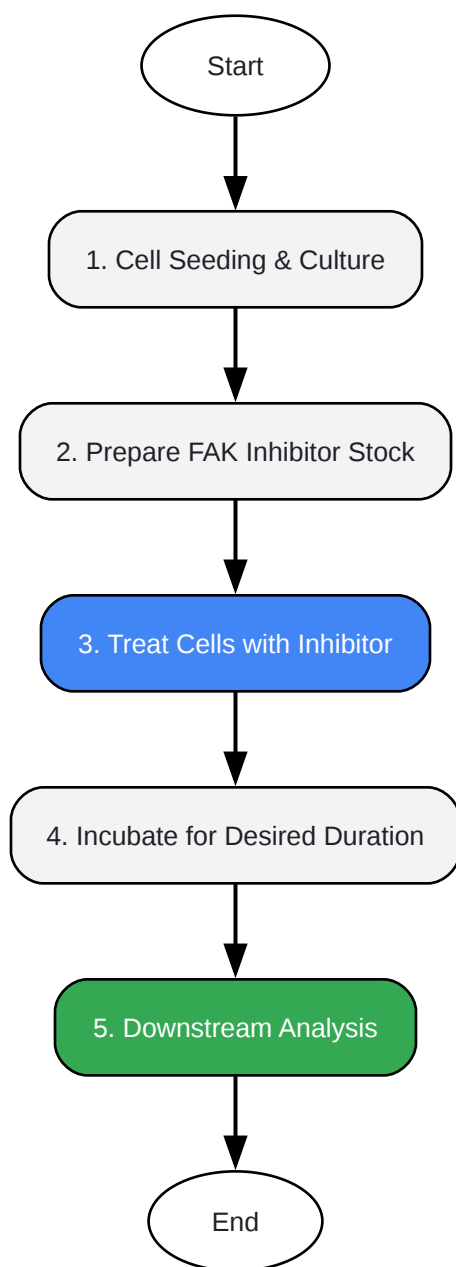 Start
1. Cell Seeding & Culture
2. Prepare FAK Inhibitor Stock
3. Treat Cells with Inhibitor
4. Incubate for Desired Duration
5. Downstream Analysis
End